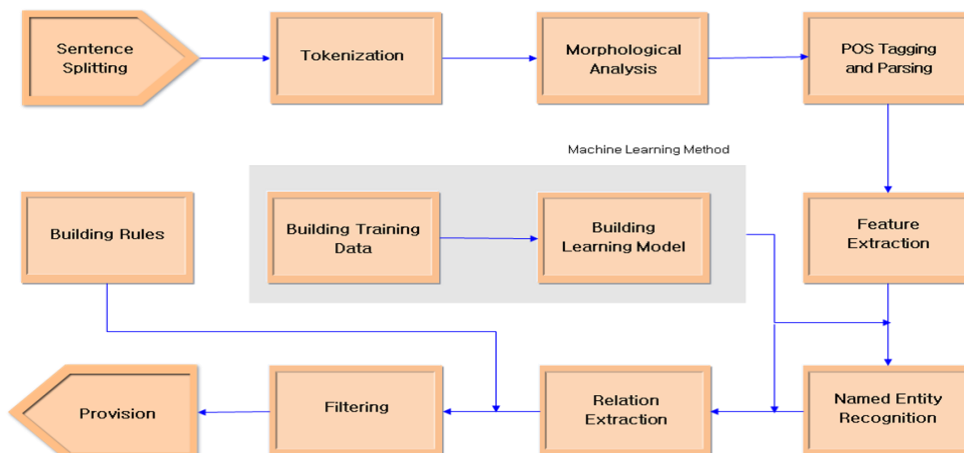 Sentence
Splitting
Tokenization
Morphological
Analysis
POS Tagging
and Parsing
Machine Learning Method
Building Rules
Building Training
Data
Building
Learning Model
Feature
Extraction
Provision
Filtering
Relation
Extraction
Named Entity
Recognition